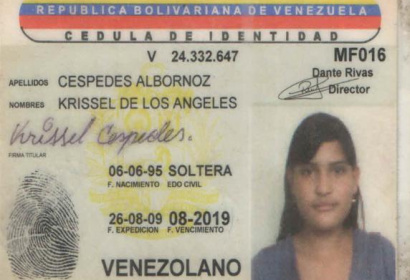 REPUBLICA BOLIVARIANA DE VENEZUELA
CEDULA DE IDENTIDAD
V 24.332.647 MF016
Dante Rivas
Director
APELLIDOS CESPEDES ALBORNOZ
NOMBRES KRISSEL DE LOS ANGELES
Krissel Cespedes.
FIRMA TITULAR
06-06-95 SOLTERA
F. NACIMIENTO EDO CIVIL
26-08-09 08-2019
F. EXPEDICION F. VENCIMIENTO
VENEZOLANO